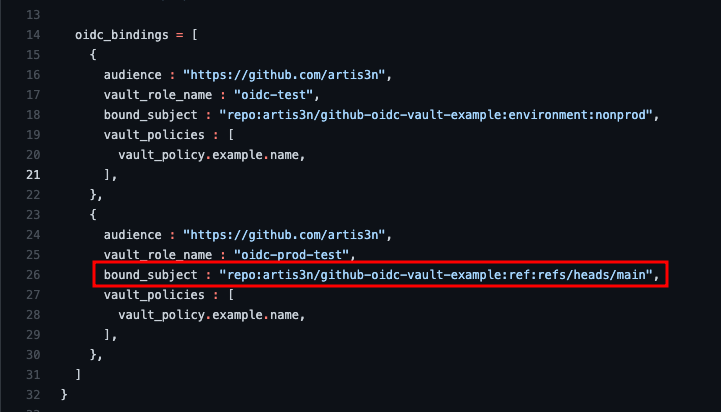 13
14 oidc_bindings = [
15 {
16 audience : "https://github.com/artis3n",
17 vault_role_name : "oidc-test",
18 bound_subject : "repo:artis3n/github-oidc-vault-example:environment:nonprod",
19 vault_policies : [
20 vault_policy.example.name,
21 ],
22 },
23 {
24 audience : "https://github.com/artis3n",
25 vault_role_name : "oidc-prod-test",
26 bound_subject : "repo:artis3n/github-oidc-vault-example:ref:refs/heads/main",
27 vault_policies : [
28 vault_policy.example.name,
29 ],
30 },
31 ]
32 }